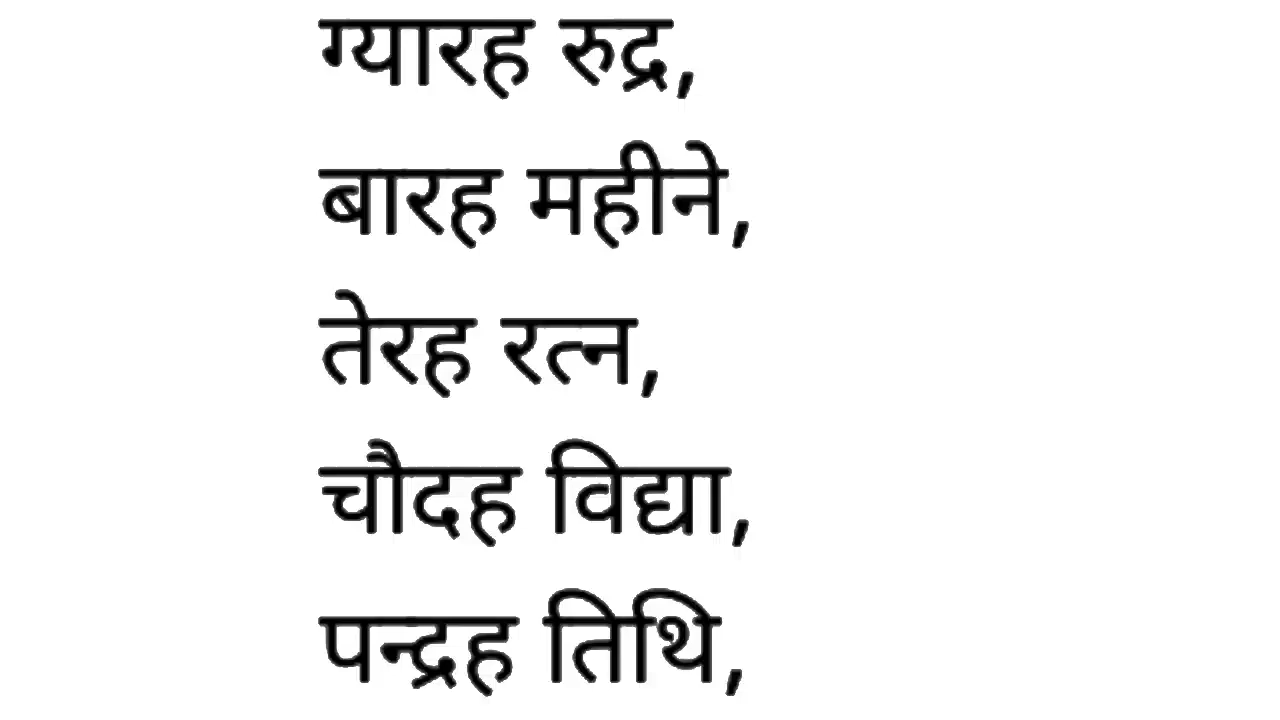 ग्यारह रुद्र,
बारह महीने,
तेरह रत्न,
चौदह विद्या,
पन्द्रह तिथि,